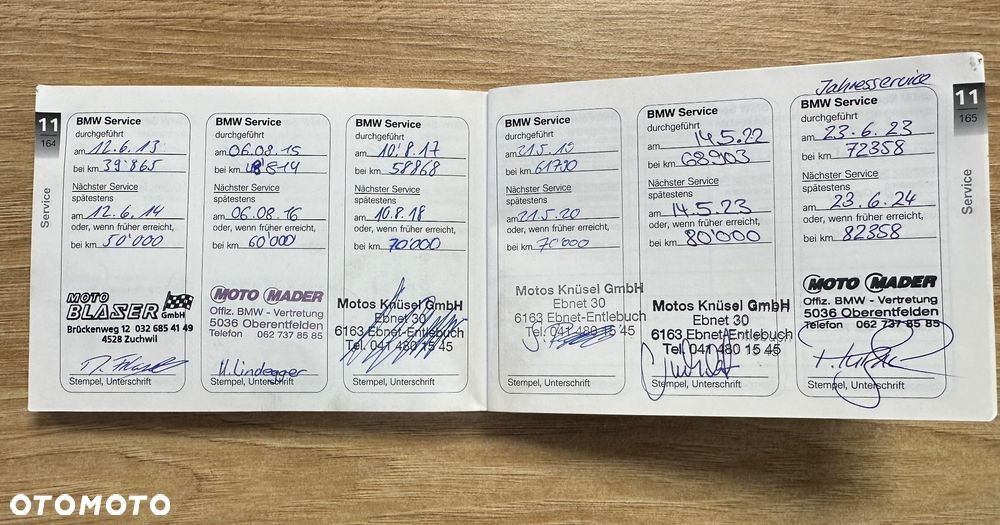 11
164
Service
BMW Service
durchgeführt
am 12.6.13
bei km 39'865
Nächster Service
spätestens
am 12.6.14
oder, wenn früher erreicht,
bei km 50'000
MOTO
BLASER
GmbH
Brückenweg 12 032 685 41 49
4528 Zuchwil
Stempel, Unterschrift
BMW Service
durchgeführt
am 06.08.15
bei km
Nächster Service
spätestens
am 06.08.16
oder, wenn früher erreicht,
bei km 60'000
MOTO MADER
Offiz. BMW - Vertretung
5036 Oberentfelden
Telefon 062 737 85 85
H. Lindegger
Stempel, Unterschrift
BMW Service
durchgeführt
am 10.8.17
bei km 58868
Nächster Service
spätestens
am 10.8.18
oder, wenn früher erreicht,
bei km 70'000
Motos Knüsel GmbH
Ebnet 30
6163 Ebnet-Entlebuch
Tel. 041 480 15 45
Stempel, Unterschrift
BMW Service
durchgeführt
am 21.5.19
bei km 61790
Nächster Service
spätestens
am 21.5.20
oder, wenn früher erreicht,
bei km 70'000
Motos Knüsel GmbH
Ebnet 30
6163 Ebnet-Entlebuch
Tel. 041 480 15 45
Stempel, Unterschrift
BMW Service
durchgeführt
am 14.5.22
bei km 68903
Nächster Service
spätestens
am 14.5.23
oder, wenn früher erreicht,
bei km 80'000
Motos Knüsel GmbH
Ebnet 30
6163 Ebnet-Entlebuch
Tel. 041 480 15 45
Stempel, Unterschrift
Jahresservice
BMW Service
durchgeführt
am 23.6.23
bei km 72358
Nächster Service
spätestens
am 23.6.24
oder, wenn früher erreicht,
bei km 82358
MOTO MADER
Offiz. BMW - Vertretung
5036 Oberentfelden
Telefon 062 737 85 85
Stempel, Unterschrift
11
165
Service
OTOMOTO